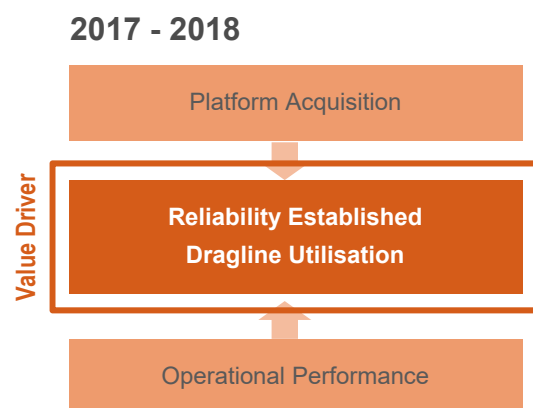 2017 - 2018
Platform Acquisition
Value Driver
Reliability Established
Dragline Utilisation
Operational Performance